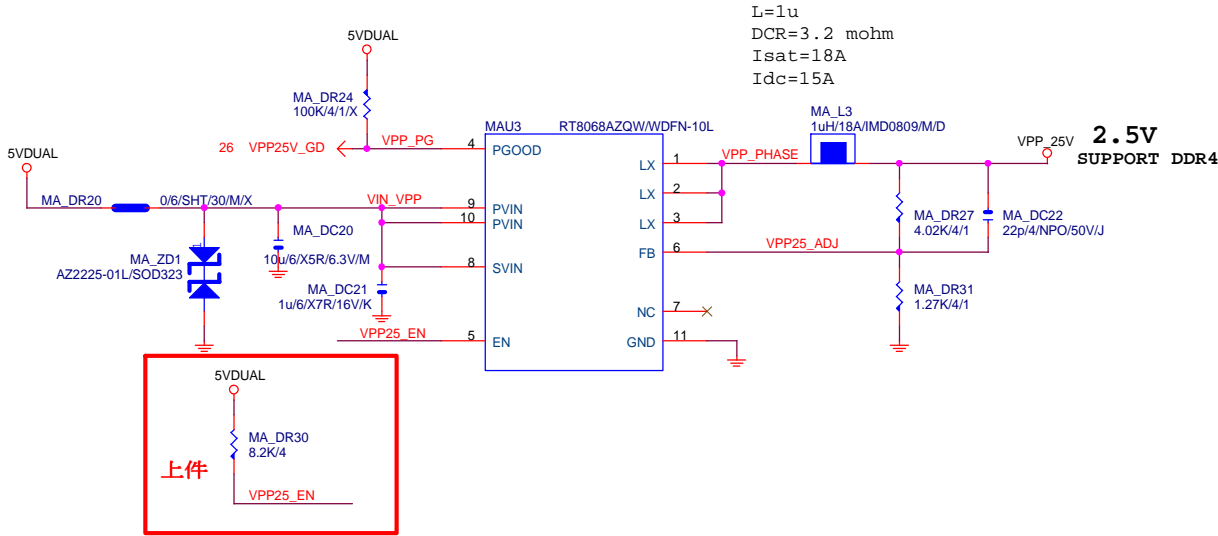 L=1u
DCR=3.2 mohm
Isat=18A
Idc=15A
5VDUAL
MA_DR24
100K/4/1/X
26 VPP25V_GD
VPP_PG
MAU3
RT8068AZQW/WDFN-10L
4 PGOOD
9 PVIN
10 PVIN
8 SVIN
5 EN
LX 1
LX 2
LX 3
FB 6
NC 7
GND 11
VPP_PHASE
MA_L3
1uH/18A/IMD0809/M/D
VPP_25V
2.5V
SUPPORT DDR4
MA_DR27
4.02K/4/1
MA_DC22
22p/4/NPO/50V/J
VPP25_ADJ
MA_DR31
1.27K/4/1
5VDUAL
MA_DR20
0/6/SHT/30/M/X
VIN_VPP
MA_ZD1
AZ2225-01L/SOD323
1
MA_DC20
10u/6/X5R/6.3V/M
MA_DC21
1u/6/X7R/16V/K
VPP25_EN
5VDUAL
MA_DR30
8.2K/4
上件
VPP25_EN